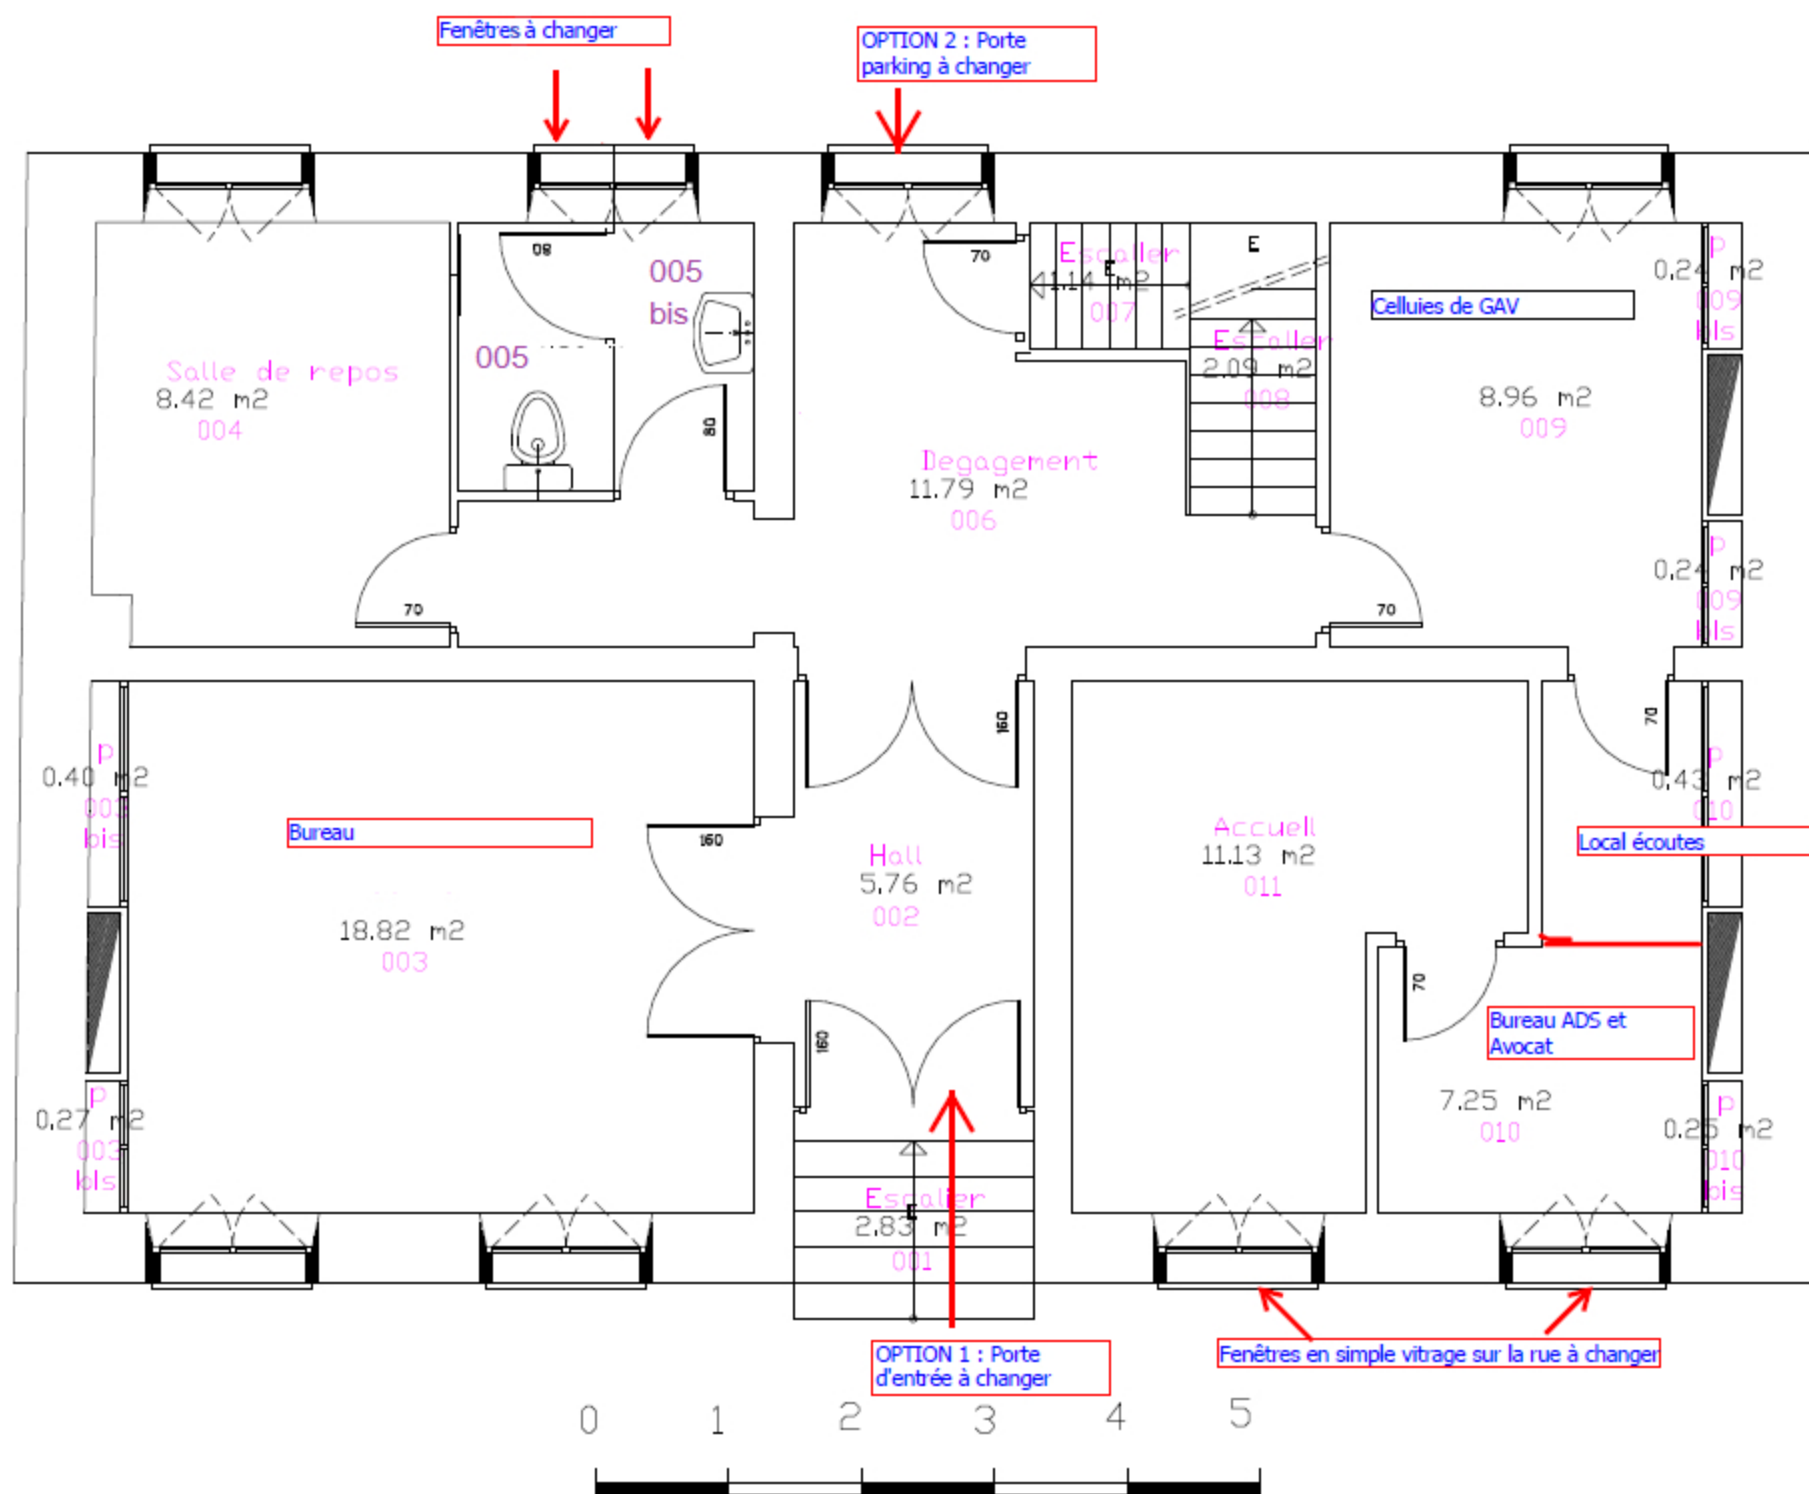 Fenêtres à changer
OPTION 2 : Porte
parking à changer
80
005
bis
005
70
Escalier
1.14 m2
007
E
E
Escalier
2.09 m2
008
Celluies de GAV
P
0.24 m2
009
bis
Salle de repos
8.42 m2
004
80
Degagement
11.79 m2
006
8.96 m2
009
P
0.24 m2
009
bis
70
70
P
0.40 m2
003
bis
160
70
P
0.43 m2
010
Bureau
160
Hall
5.76 m2
002
Accueil
11.13 m2
011
Local écoutes
18.82 m2
003
70
160
Bureau ADS et
Avocat
P
0.27 m2
003
bis
7.25 m2
010
P
0.25 m2
010
bis
Escalier
E
2.83 m2
001
OPTION 1 : Porte
d'entrée à changer
Fenêtres en simple vitrage sur la rue à changer
0 1 2 3 4 5